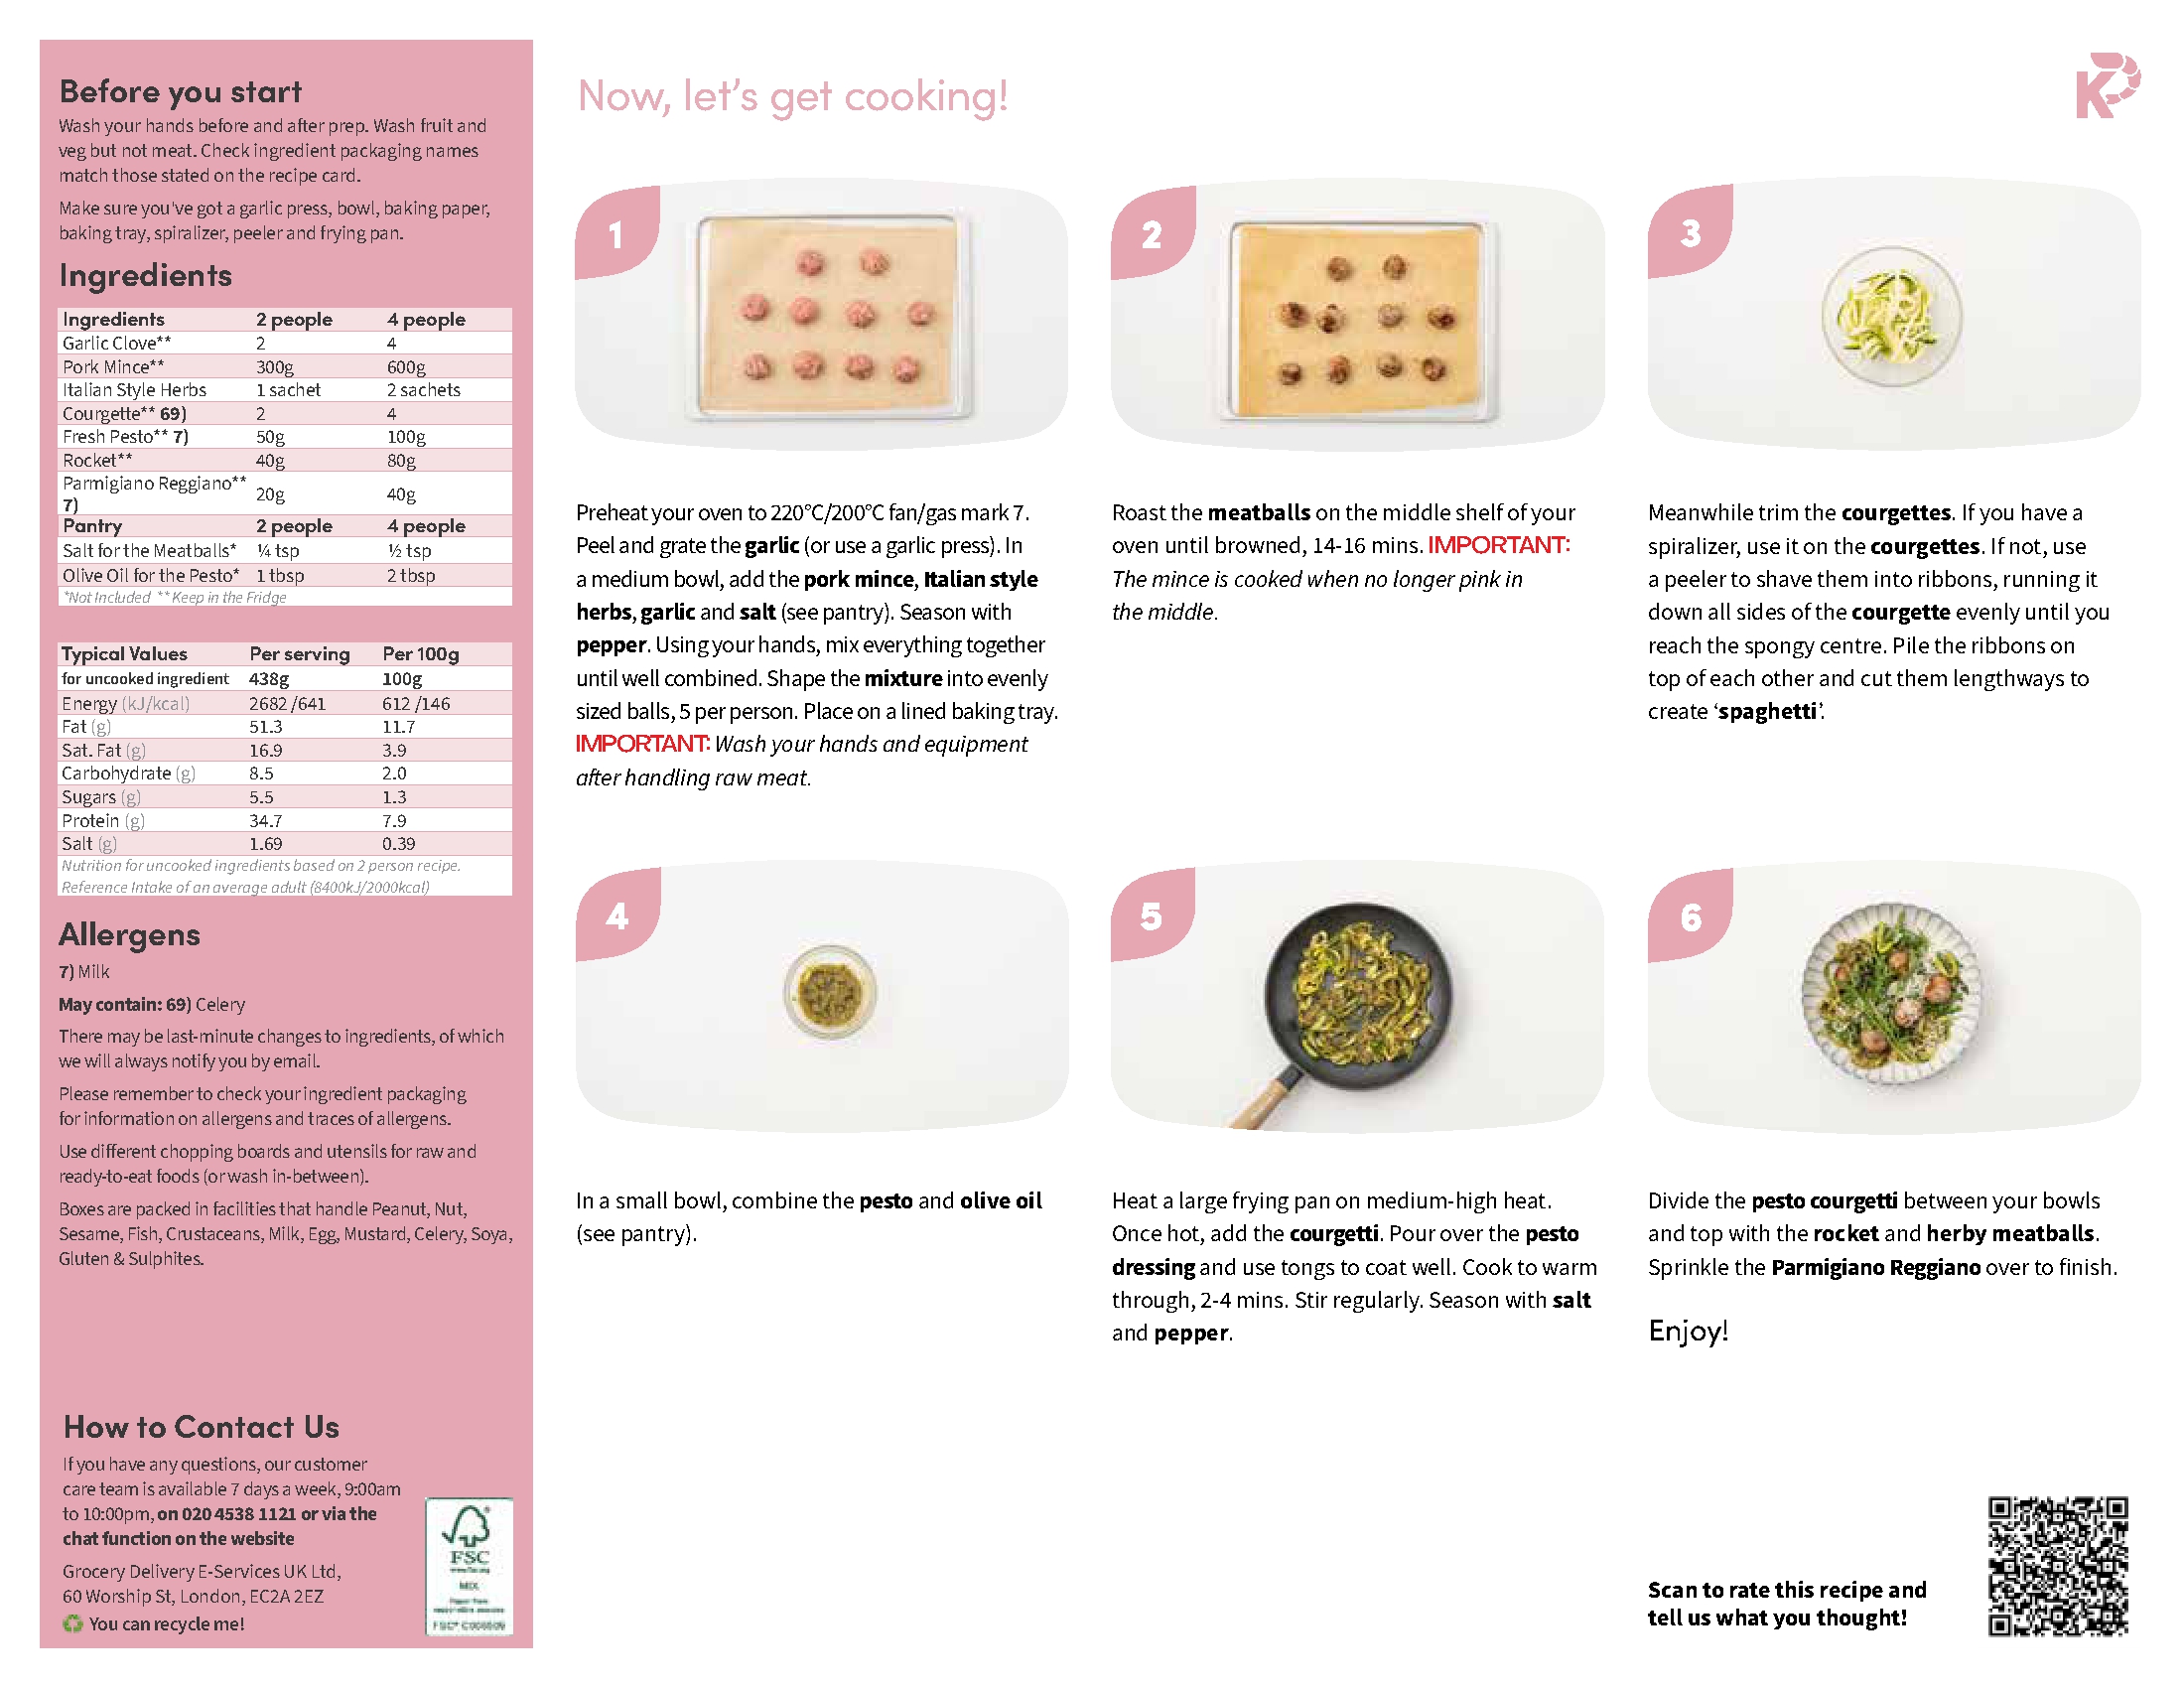 Before you start
Wash your hands before and after prep. Wash fruit and
veg but not meat. Check ingredient packaging names
match those stated on the recipe card.
Make sure you've got a garlic press, bowl, baking paper,
baking tray, spiralizer, peeler and frying pan.
Ingredients
Ingredients 2 people 4 people
Garlic Clove** 2 4
Pork Mince** 300g 600g
Italian Style Herbs 1 sachet 2 sachets
Courgette** 69) 2 4
Fresh Pesto** 7) 50g 100g
Rocket** 40g 80g
Parmigiano Reggiano**
7) 20g 40g
Pantry 2 people 4 people
Salt for the Meatballs* ¼ tsp ½ tsp
Olive Oil for the Pesto* 1 tbsp 2 tbsp
*Not Included **Keep in the Fridge
Typical Values Per serving Per 100g
for uncooked ingredient 438g 100g
Energy (kJ/kcal) 2682 /641 612 /146
Fat (g) 51.3 11.7
Sat. Fat (g) 16.9 3.9
Carbohydrate (g) 8.5 2.0
Sugars (g) 5.5 1.3
Protein (g) 34.7 7.9
Salt (g) 1.69 0.39
Nutrition for uncooked ingredients based on 2 person recipe.
Reference Intake of an average adult (8400kJ/2000kcal)
Allergens
7) Milk
May contain: 69) Celery
There may be last-minute changes to ingredients, of which
we will always notify you by email.
Please remember to check your ingredient packaging
for information on allergens and traces of allergens.
Use different chopping boards and utensils for raw and
ready-to-eat foods (or wash in-between).
Boxes are packed in facilities that handle Peanut, Nut,
Sesame, Fish, Crustaceans, Milk, Egg, Mustard, Celery, Soya,
Gluten & Sulphites.
How to Contact Us
If you have any questions, our customer
care team is available 7 days a week, 9:00am
to 10:00pm, on 020 4538 1121 or via the
chat function on the website
Grocery Delivery E-Services UK Ltd,
60 Worship St, London, EC2A 2EZ
You can recycle me!
FSC
MIX
Now, let's get cooking!
K
1
Preheat your oven to 220°C/200°C fan/gas mark 7.
Peel and grate the garlic (or use a garlic press). In
a medium bowl, add the pork mince, Italian style
herbs, garlic and salt (see pantry). Season with
pepper. Using your hands, mix everything together
until well combined. Shape the mixture into evenly
sized balls, 5 per person. Place on a lined baking tray.
IMPORTANT: Wash your hands and equipment
after handling raw meat.
2
Roast the meatballs on the middle shelf of your
oven until browned, 14-16 mins. IMPORTANT:
The mince is cooked when no longer pink in
the middle.
3
Meanwhile trim the courgettes. If you have a
spiralizer, use it on the courgettes. If not, use
a peeler to shave them into ribbons, running it
down all sides of the courgette evenly until you
reach the spongy centre. Pile the ribbons on
top of each other and cut them lengthways to
create ‘spaghetti’.
4
In a small bowl, combine the pesto and olive oil
(see pantry).
5
Heat a large frying pan on medium-high heat.
Once hot, add the courgetti. Pour over the pesto
dressing and use tongs to coat well. Cook to warm
through, 2-4 mins. Stir regularly. Season with salt
and pepper.
6
Divide the pesto courgetti between your bowls
and top with the rocket and herby meatballs.
Sprinkle the Parmigiano Reggiano over to finish.
Enjoy!
Scan to rate this recipe and
tell us what you thought!